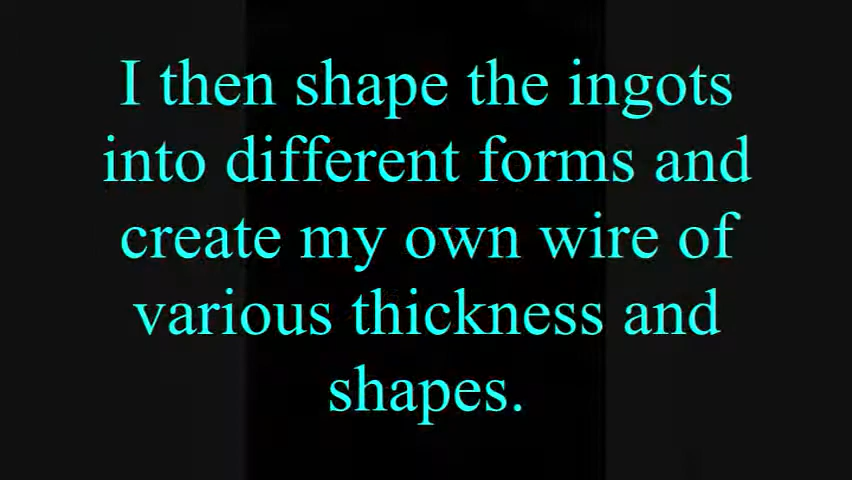 I then shape the ingots
into different forms and
create my own wire of
various thickness and
shapes.